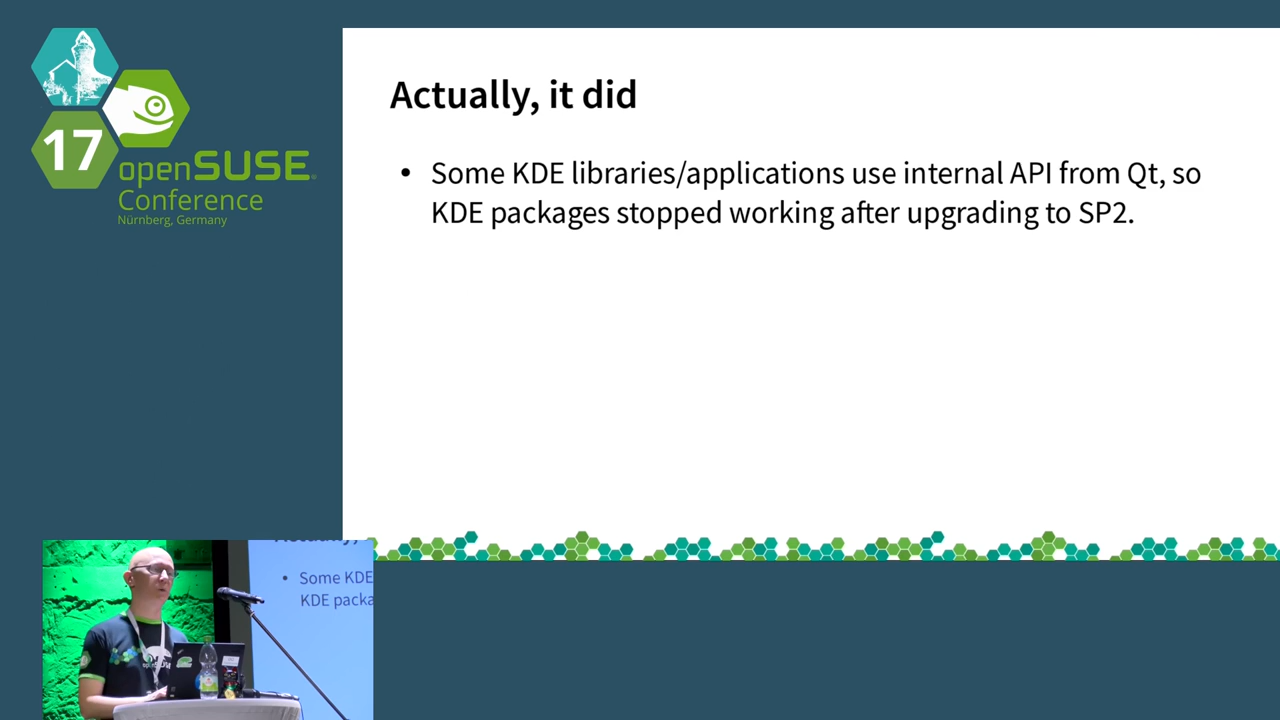 17
openSUSE
Conference
Nürnberg, Germany
Actually, it did
• Some KDE libraries/applications use internal API from Qt, so
KDE packages stopped working after upgrading to SP2.
• Some KDE
KDE packa